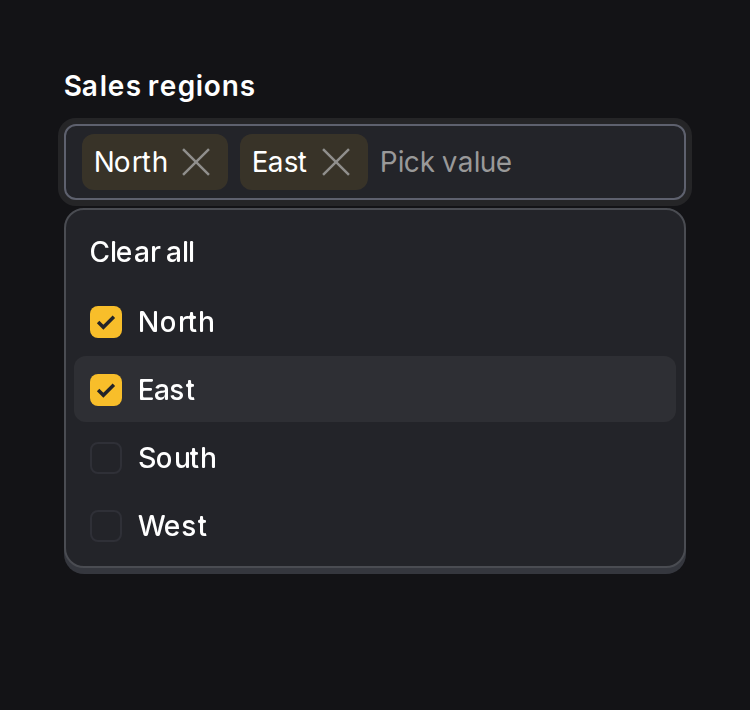 Sales regions
North East Pick value
Clear all
North
East
South
West